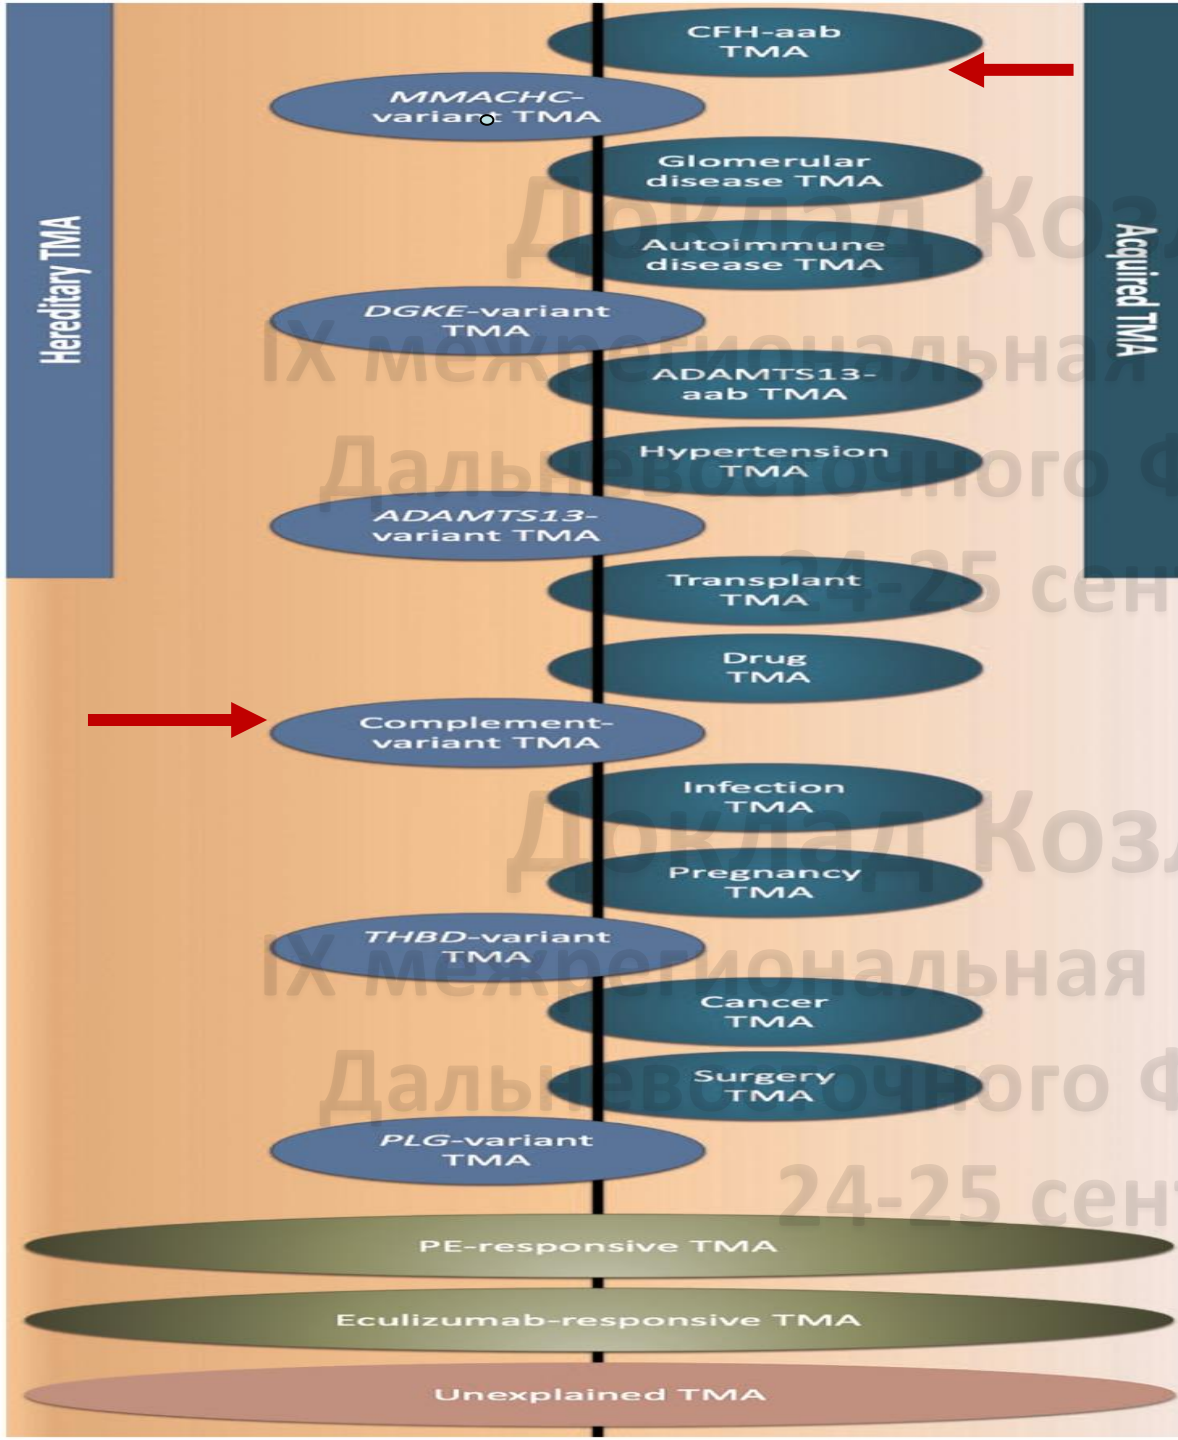 CFH-aab
TMA
MMACHC-
variant TMA
Glomerular
disease TMA
Доклад Коз
Autoimmune
disease TMA
Hereditary TMA
Acquired TMA
DGKE-variant
TMA
IX межрегиональная
ADAMTS13-
aab TMA
Hypertension
TMA
Дальневосточного Ф
ADAMTS13-
variant TMA
Transplant
TMA
24-25 сен
Drug
TMA
Complement-
variant TMA
Infection
TMA
Доклад Коз
Pregnancy
TMA
THBD-variant
TMA
IX межрегиональная
Cancer
TMA
Surgery
TMA
Дальневосточного Ф
PLG-variant
TMA
24-25 сен
PE-responsive TMA
Eculizumab-responsive TMA
Unexplained TMA